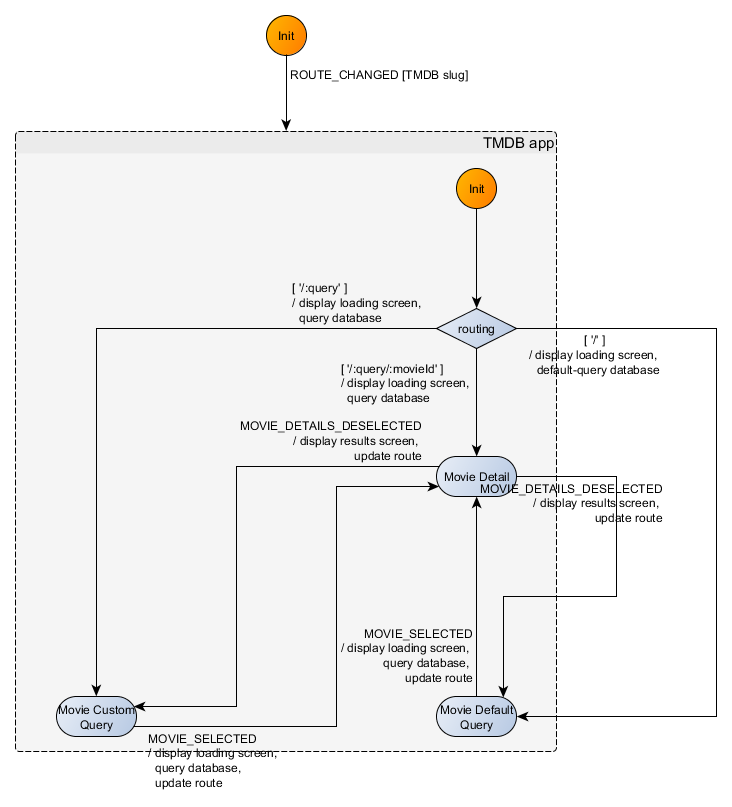 Init
ROUTE_CHANGED [TMDB slug]
TMDB app
Init
[ '/:query' ]
/ display loading screen,
query database
routing
[ '/' ]
/ display loading screen,
default-query database
[ '/:query/:movieId' ]
/ display loading screen,
query database
MOVIE_DETAILS_DESELECTED
/ display results screen,
update route
Movie Detail
MOVIE_DETAILS_DESELECTED
/ display results screen,
update route
MOVIE_SELECTED
/ display loading screen,
query database,
update route
Movie Custom
Query
Movie Default
Query
MOVIE_SELECTED
/ display loading screen,
query database,
update route